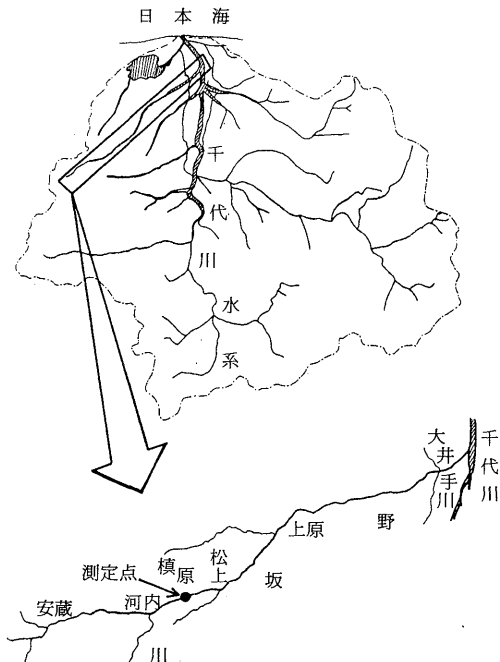 日本海
千代川水系
千代川
大井手川
野坂川
上原
松上
槙原
測定点
河内
安蔵